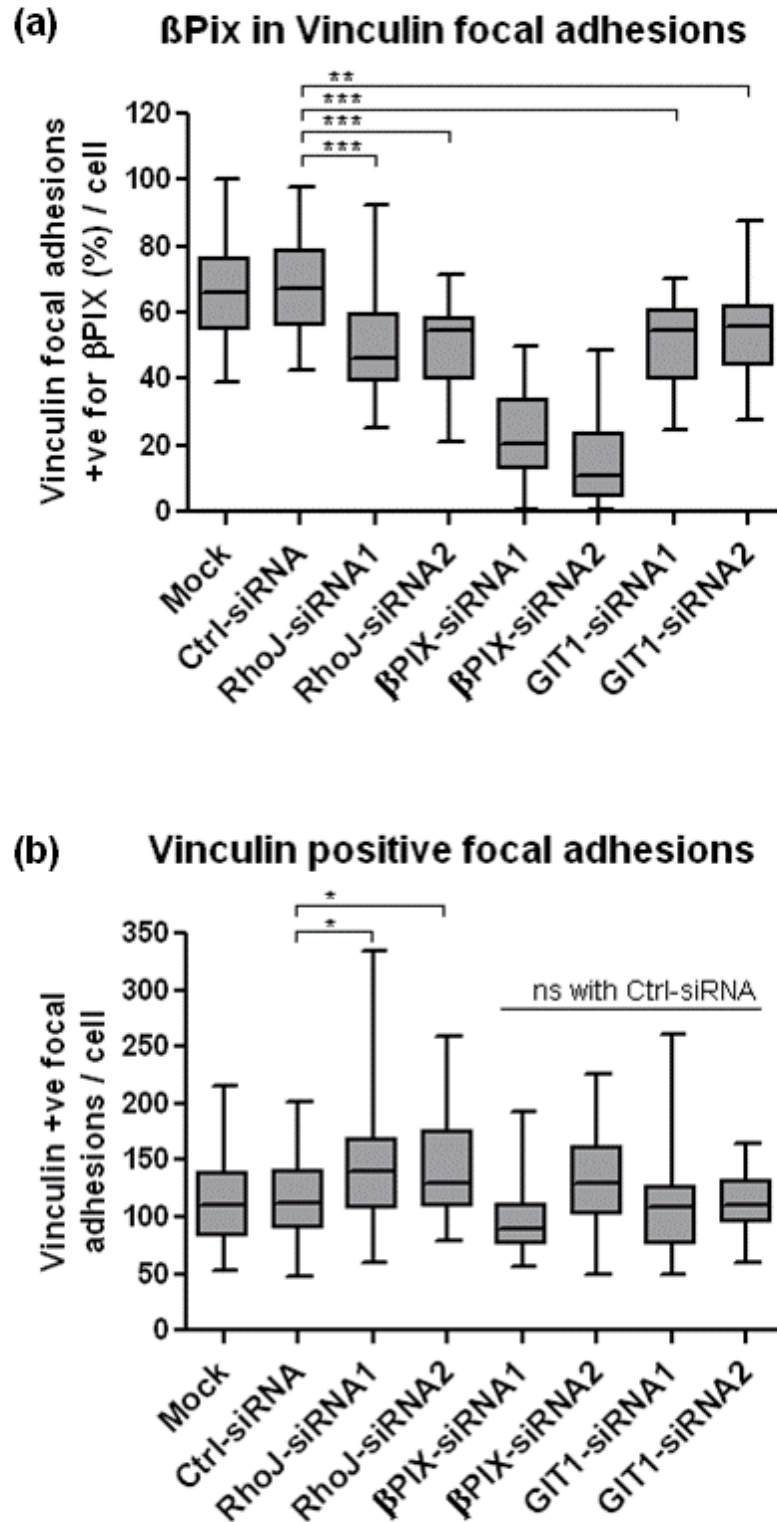 (a) ßPix in Vinculin focal adhesions
Vinculin focal adhesions
+ve for βPIX (%) / cell
**
***
***
***
120
100
80
60
40
20
0
Mock
Ctrl-siRNA
RhoJ-siRNA1
RhoJ-siRNA2
βPIX-siRNA1
βPIX-siRNA2
GIT1-siRNA1
GIT1-siRNA2
(b) Vinculin positive focal adhesions
Vinculin +ve focal
adhesions / cell
*
*
ns with Ctrl-siRNA
350
300
250
200
150
100
50
0
Mock
Ctrl-siRNA
RhoJ-siRNA1
RhoJ-siRNA2
βPIX-siRNA1
βPIX-siRNA2
GIT1-siRNA1
GIT1-siRNA2